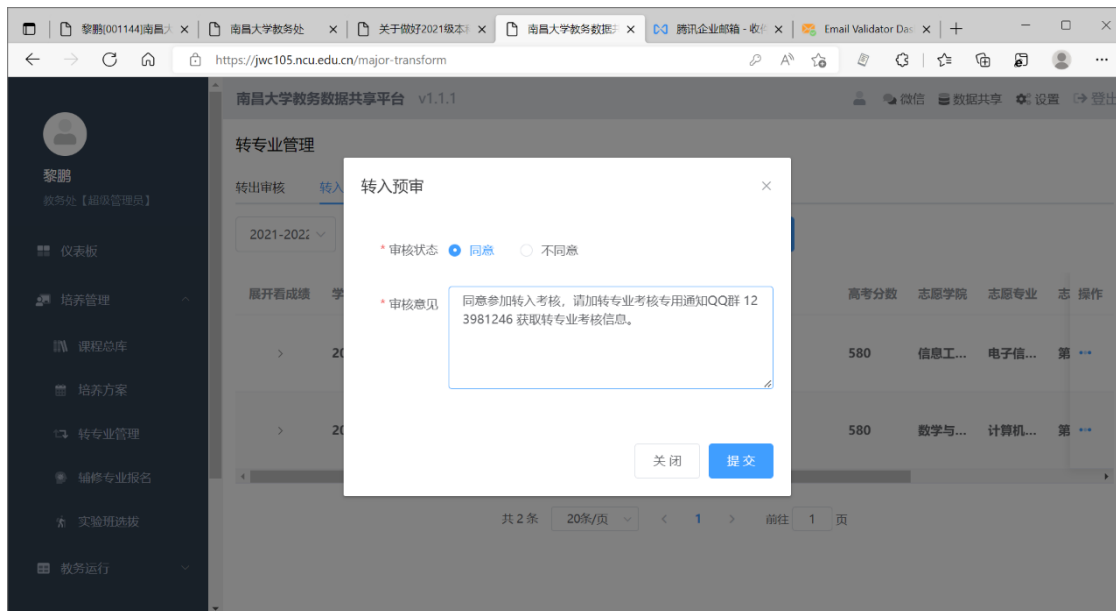 黎鹏[001144]南昌大
南昌大学教务处
关于做好2021级本科
南昌大学教务数据共
腾讯企业邮箱 - 收件
Email Validator Das
https://jwc105.ncu.edu.cn/major-transform
南昌大学教务数据共享平台 v1.1.1
微信
数据共享
设置
登出
黎鹏
教务处【超级管理员】
仪表板
培养管理
课程总库
培养方案
转专业管理
辅修专业报名
实验班选拔
教务运行
转专业管理
转出审核
转入
2021-2022
展开看成绩
学
高考分数
志愿学院
志愿专业
志
操作
20
580
信息工...
电子信...
第
20
580
数学与...
计算机...
第
共 2 条
20条/页
1
前往
1
页
转入预审
* 审核状态
同意
不同意
* 审核意见
同意参加转入考核，请加转专业考核专用通知QQ群 12
3981246 获取转专业考核信息。
关 闭
提 交